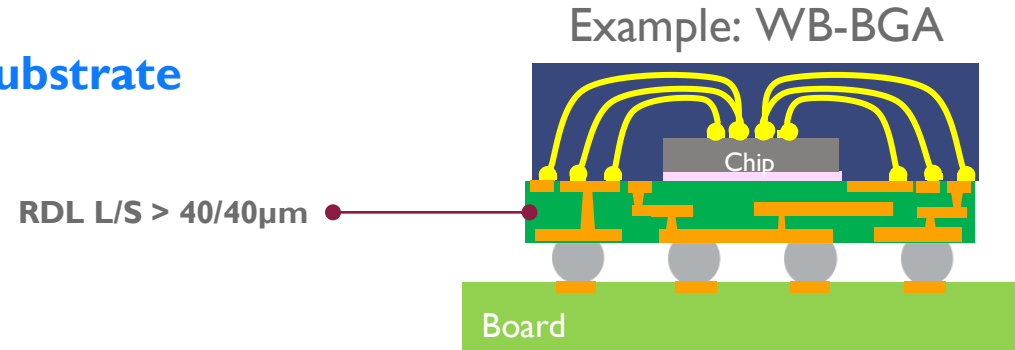 Example: WB-BGA
ubstrate
Chip
RDL L/S > 40/40µm
Board